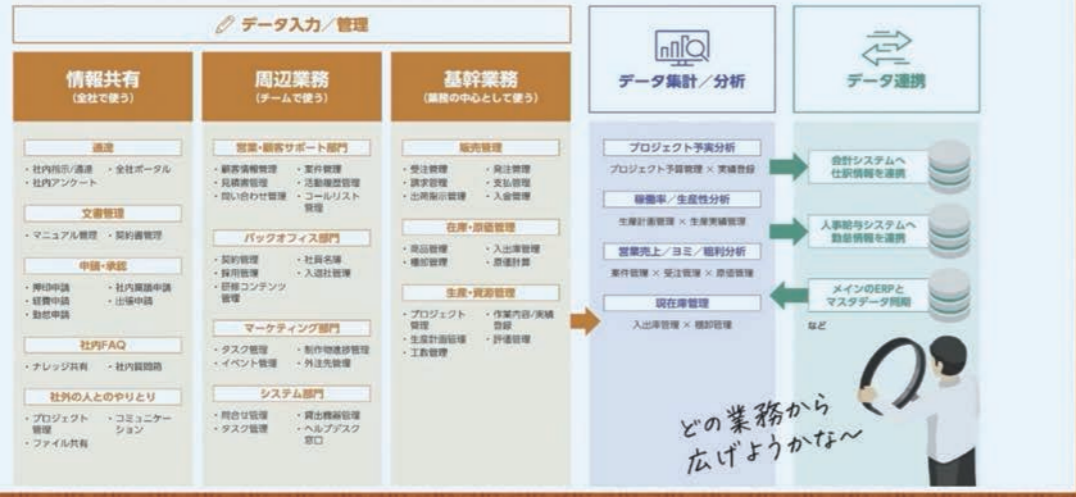 データ入力/管理
情報共有
(全社で使う)
通達
・社内指示/通達 ・全社ポータル
・社内アンケート
文書管理
・マニュアル管理 ・契約書管理
申請・承認
・押印申請 ・社内稟議申請
・経費申請 ・出張申請
・勤怠申請
社内FAQ
・ナレッジ共有 ・社内質問箱
社外の人とのやりとり
・プロジェクト管理 ・コミュニケーション
・ファイル共有
周辺業務
(チームで使う)
営業・顧客サポート部門
・顧客情報管理 ・案件管理
・見積書管理 ・活動履歴管理
・問い合わせ管理 ・コールリスト管理
バックオフィス部門
・契約管理 ・社員名簿
・採用管理 ・入退社管理
・研修コンテンツ管理
マーケティング部門
・タスク管理 ・制作物進捗管理
・イベント管理 ・外注先管理
システム部門
・問合せ管理 ・貸出機器管理
・タスク管理 ・ヘルプデスク窓口
基幹業務
(業務の中心として使う)
販売管理
・受注管理 ・発注管理
・請求管理 ・支払管理
・出荷指示管理 ・入金管理
在庫・原価管理
・商品管理 ・入出庫管理
・棚卸管理 ・原価計算
生産・資源管理
・プロジェクト管理 ・作業内容/実績登録
・生産計画管理 ・評価管理
・工数管理
データ集計/分析
プロジェクト予実分析
プロジェクト予算管理 × 実績登録
稼働率/生産性分析
生産計画管理 × 生産実績管理
営業売上/ヨミ/粗利分析
案件管理 × 受注管理 × 原価管理
現在庫管理
入出庫管理 × 棚卸管理
データ連携
会計システムへ
仕訳情報を連携
人事給与システムへ
勤怠情報を連携
メインのERPと
マスタデータ同期
など
どの業務から
広げようかな〜